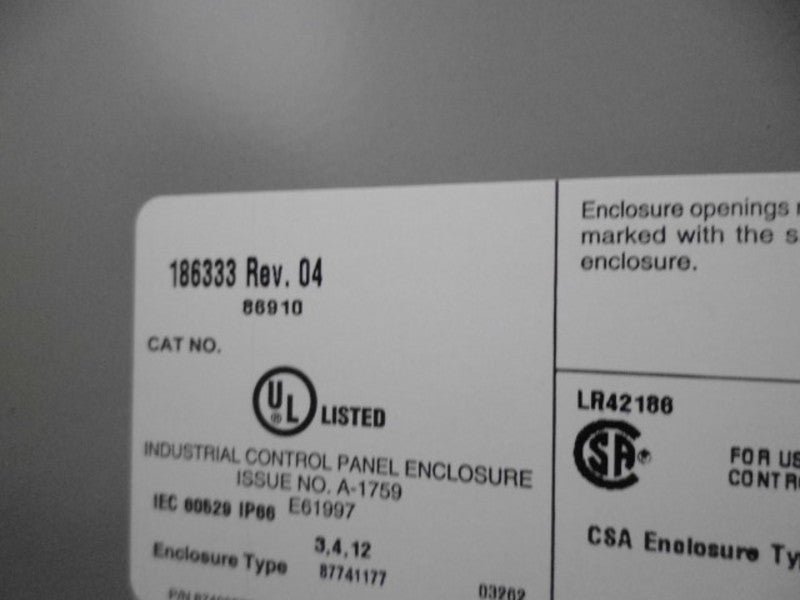 186333 Rev. 04
86910
CAT NO.
UL ® LISTED
INDUSTRIAL CONTROL PANEL ENCLOSURE
ISSUE NO. A-1759
IEC 60529 IP66 E61997
Enclosure Type 3,4,12
87741177
03262
P/N
Enclosure openings
marked with the s
enclosure.
LR42186
SA ®
FOR US
CONTR
CSA Enclosure Ty